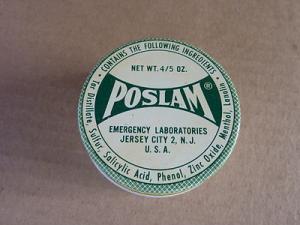 • CONTAINS THE FOLLOWING INGREDIENTS •
NET WT. 4/5 OZ.
POSLAM®
EMERGENCY LABORATORIES
JERSEY CITY 2, N. J.
U. S. A.
Tar Distillate, Sulfur, Salicylic Acid, Phenol, Zinc Oxide, Menthol, Lanolin